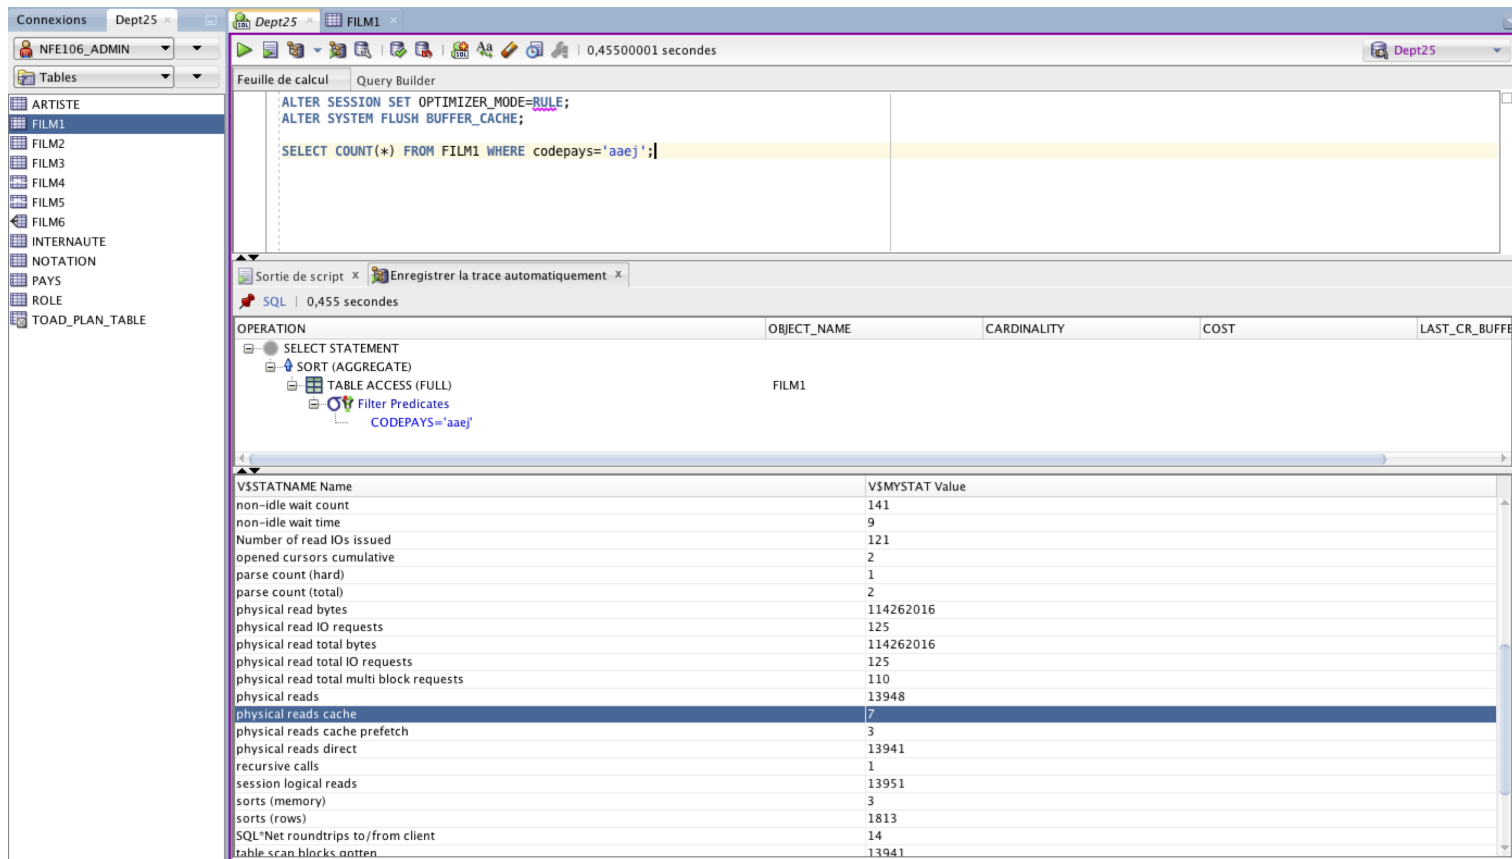 Connexions Dept25
NFE106_ADMIN
Tables
ARTISTE
FILM1
FILM2
FILM3
FILM4
FILM5
FILM6
INTERNAUTE
NOTATION
PAYS
ROLE
TOAD_PLAN_TABLE
Dept25 FILM1
0,45500001 secondes Dept25
Feuille de calcul Query Builder
ALTER SESSION SET OPTIMIZER_MODE=RULE;
ALTER SYSTEM FLUSH BUFFER_CACHE;
SELECT COUNT(*) FROM FILM1 WHERE codepays='aaej';
Sortie de script x Enregistrer la trace automatiquement x
SQL | 0,455 secondes
OPERATION OBJECT_NAME CARDINALITY COST LAST_CR_BUFFE
SELECT STATEMENT
SORT (AGGREGATE)
TABLE ACCESS (FULL) FILM1
Filter Predicates
CODEPAYS='aaej'
V$STATNAME Name V$MYSTAT Value
non-idle wait count 141
non-idle wait time 9
Number of read IOs issued 121
opened cursors cumulative 2
parse count (hard) 1
parse count (total) 2
physical read bytes 114262016
physical read IO requests 125
physical read total bytes 114262016
physical read total IO requests 125
physical read total multi block requests 110
physical reads 13948
physical reads cache 7
physical reads cache prefetch 3
physical reads direct 13941
recursive calls 1
session logical reads 13951
sorts (memory) 3
sorts (rows) 1813
SQL*Net roundtrips to/from client 14
table scan blocks gotten 13941